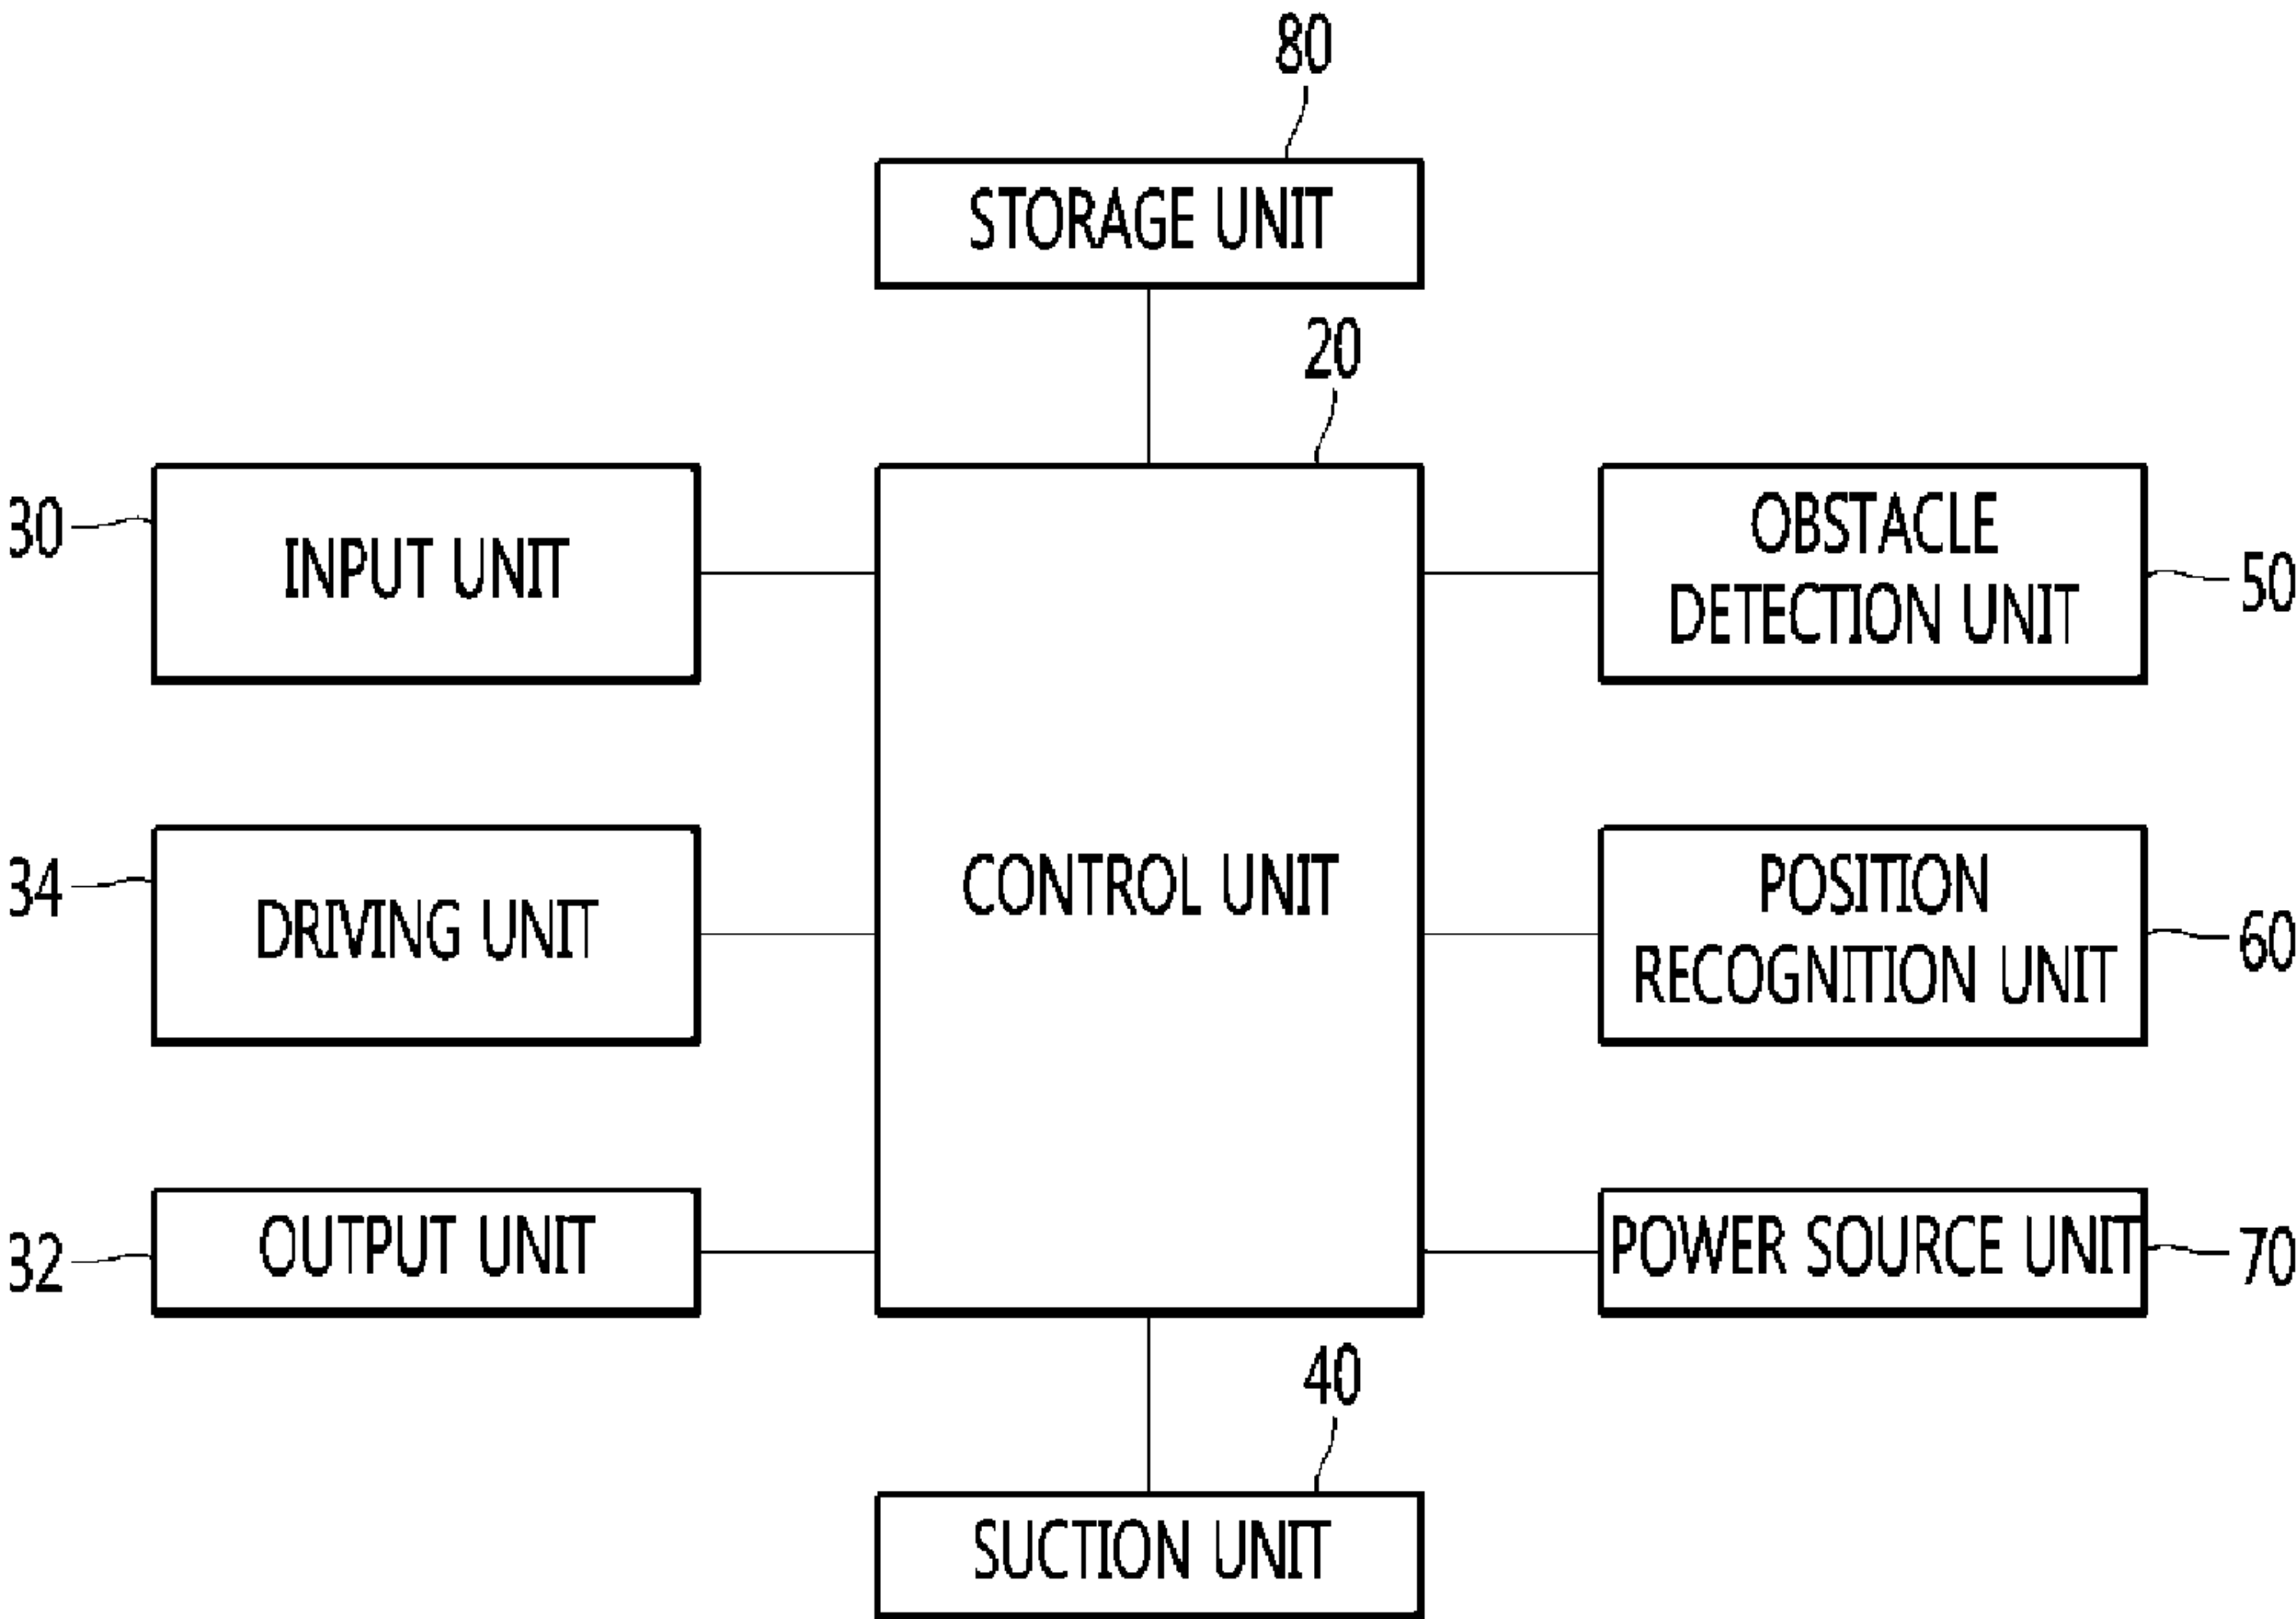 80
STORAGE UNIT
20
30
INPUT UNIT
OBSTACLE
DETECTION UNIT
50
34
DRIVING UNIT
CONTROL UNIT
POSITION
RECOGNITION UNIT
60
32
OUTPUT UNIT
POWER SOURCE UNIT
70
40
SUCTION UNIT